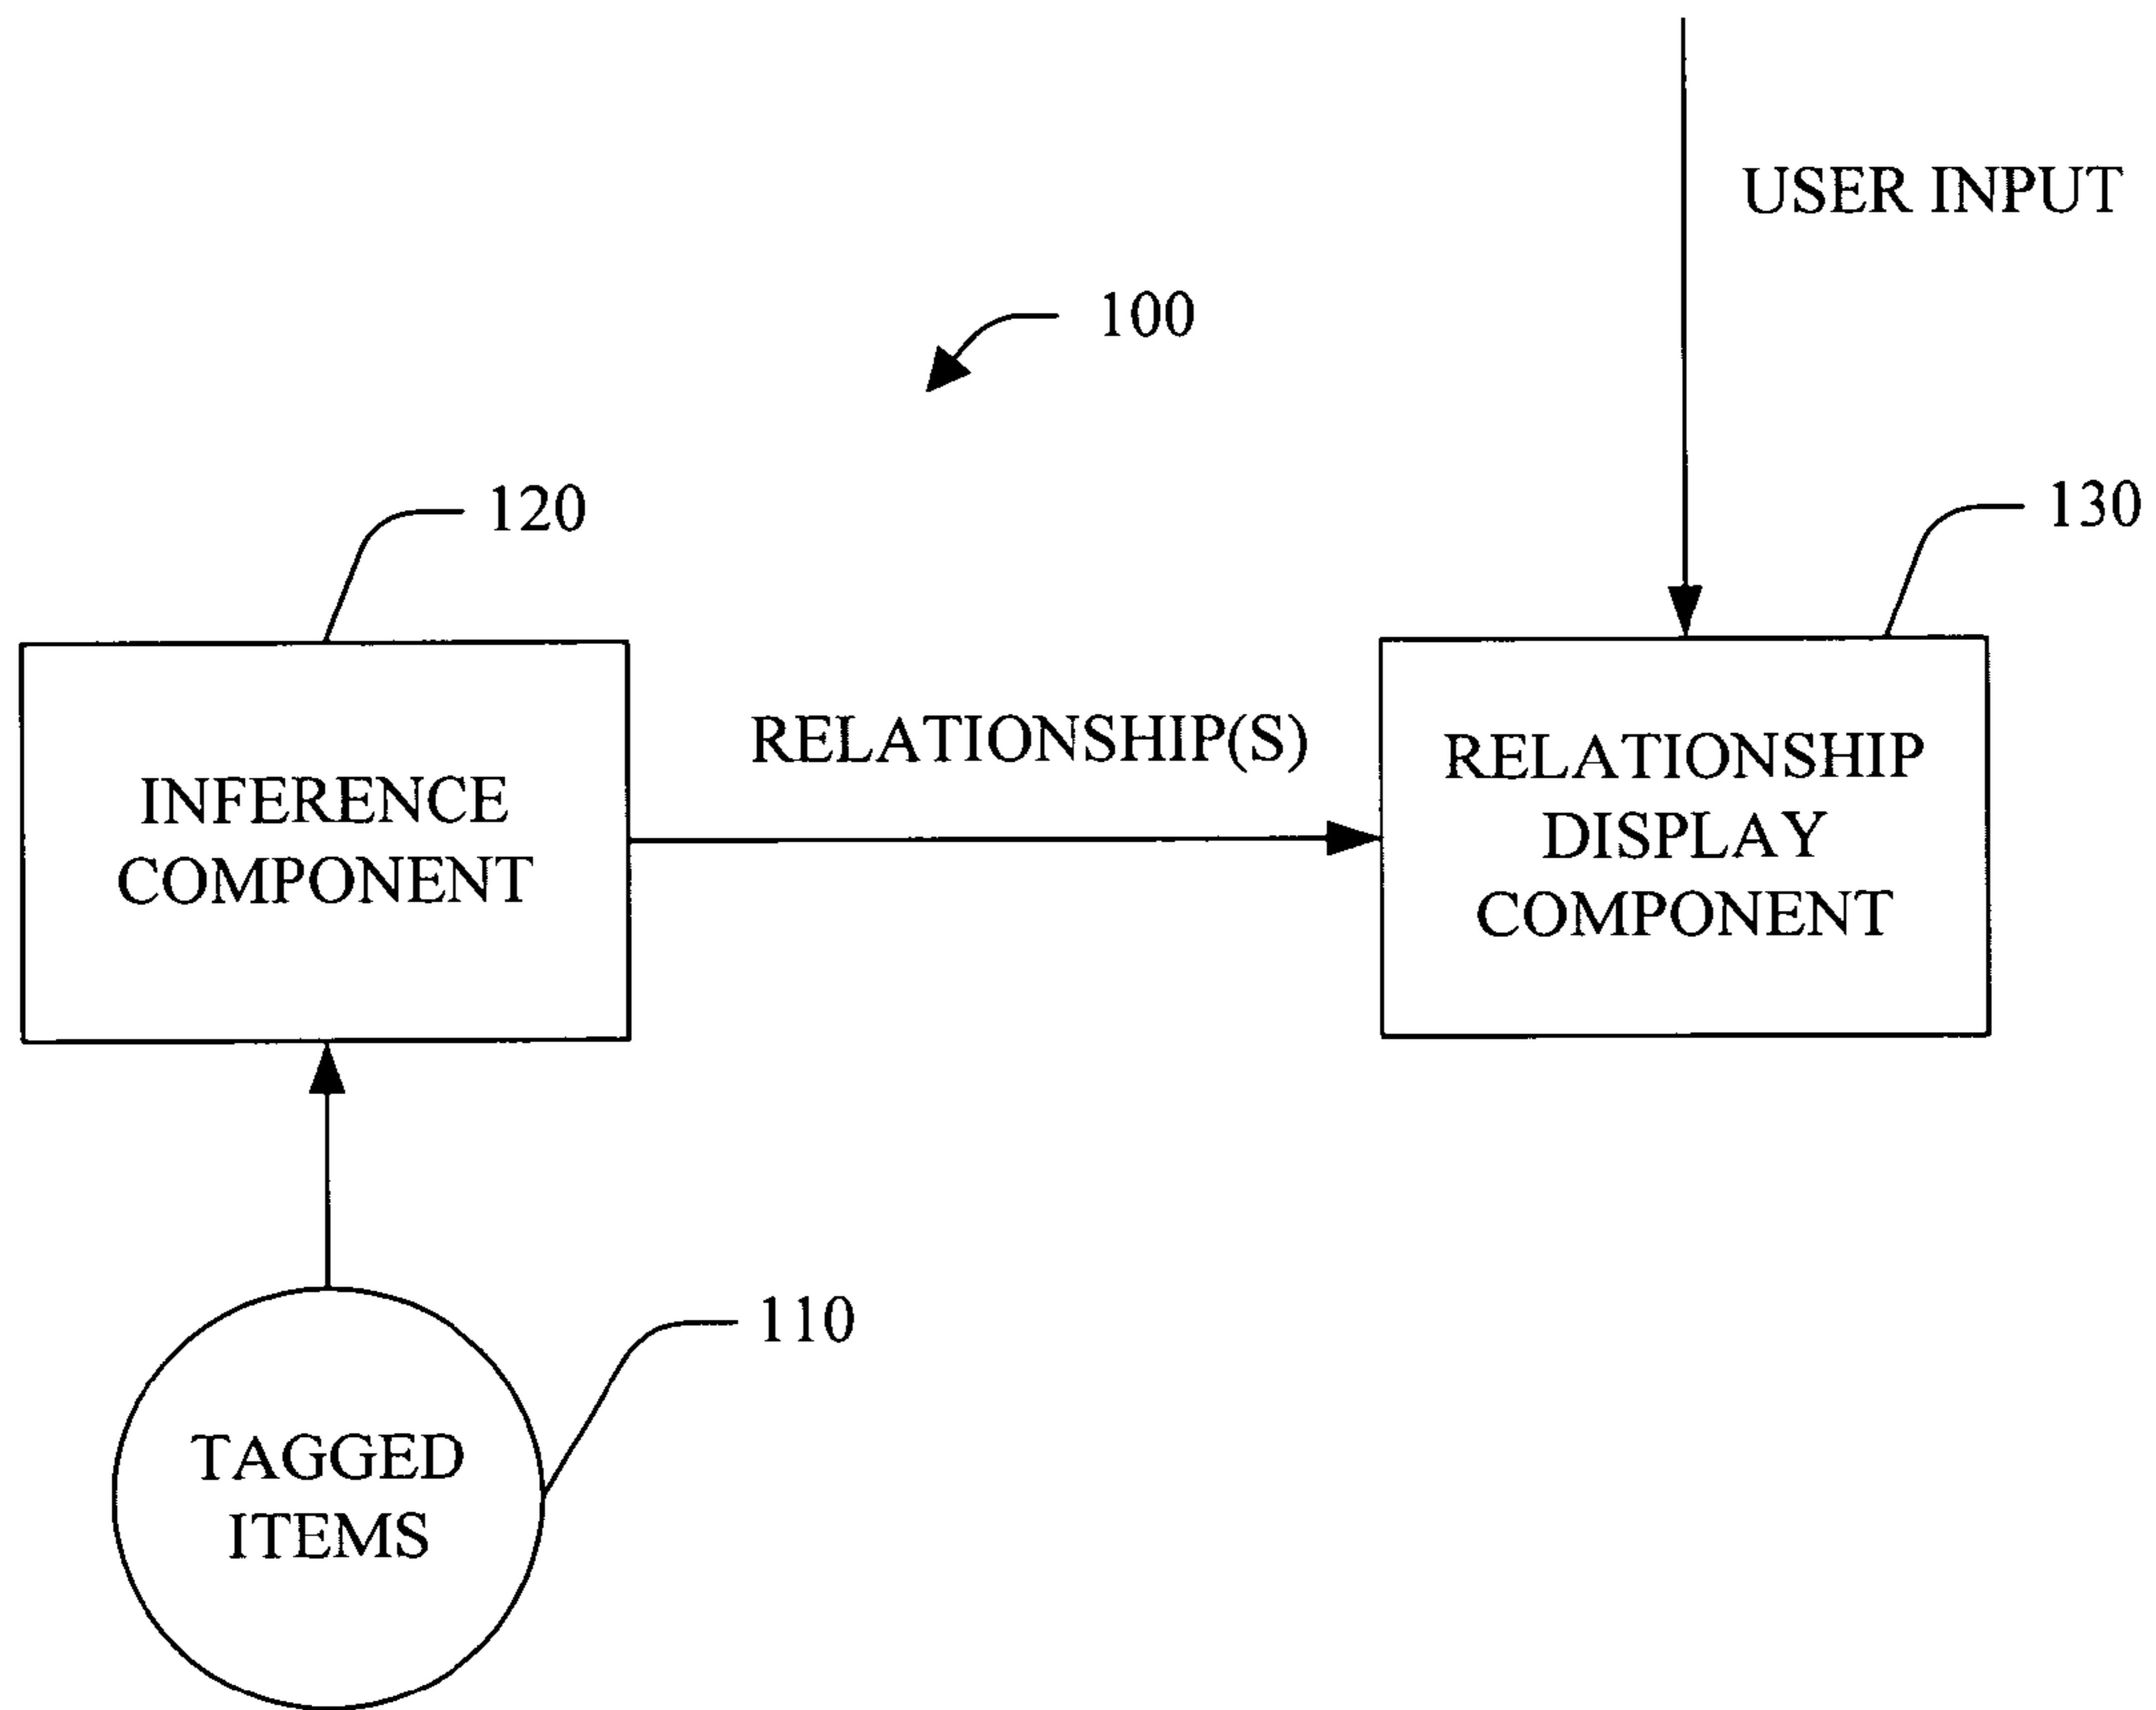 USER INPUT
100
120
130
RELATIONSHIP(S)
INFERENCE
COMPONENT
RELATIONSHIP
DISPLAY
COMPONENT
110
TAGGED
ITEMS